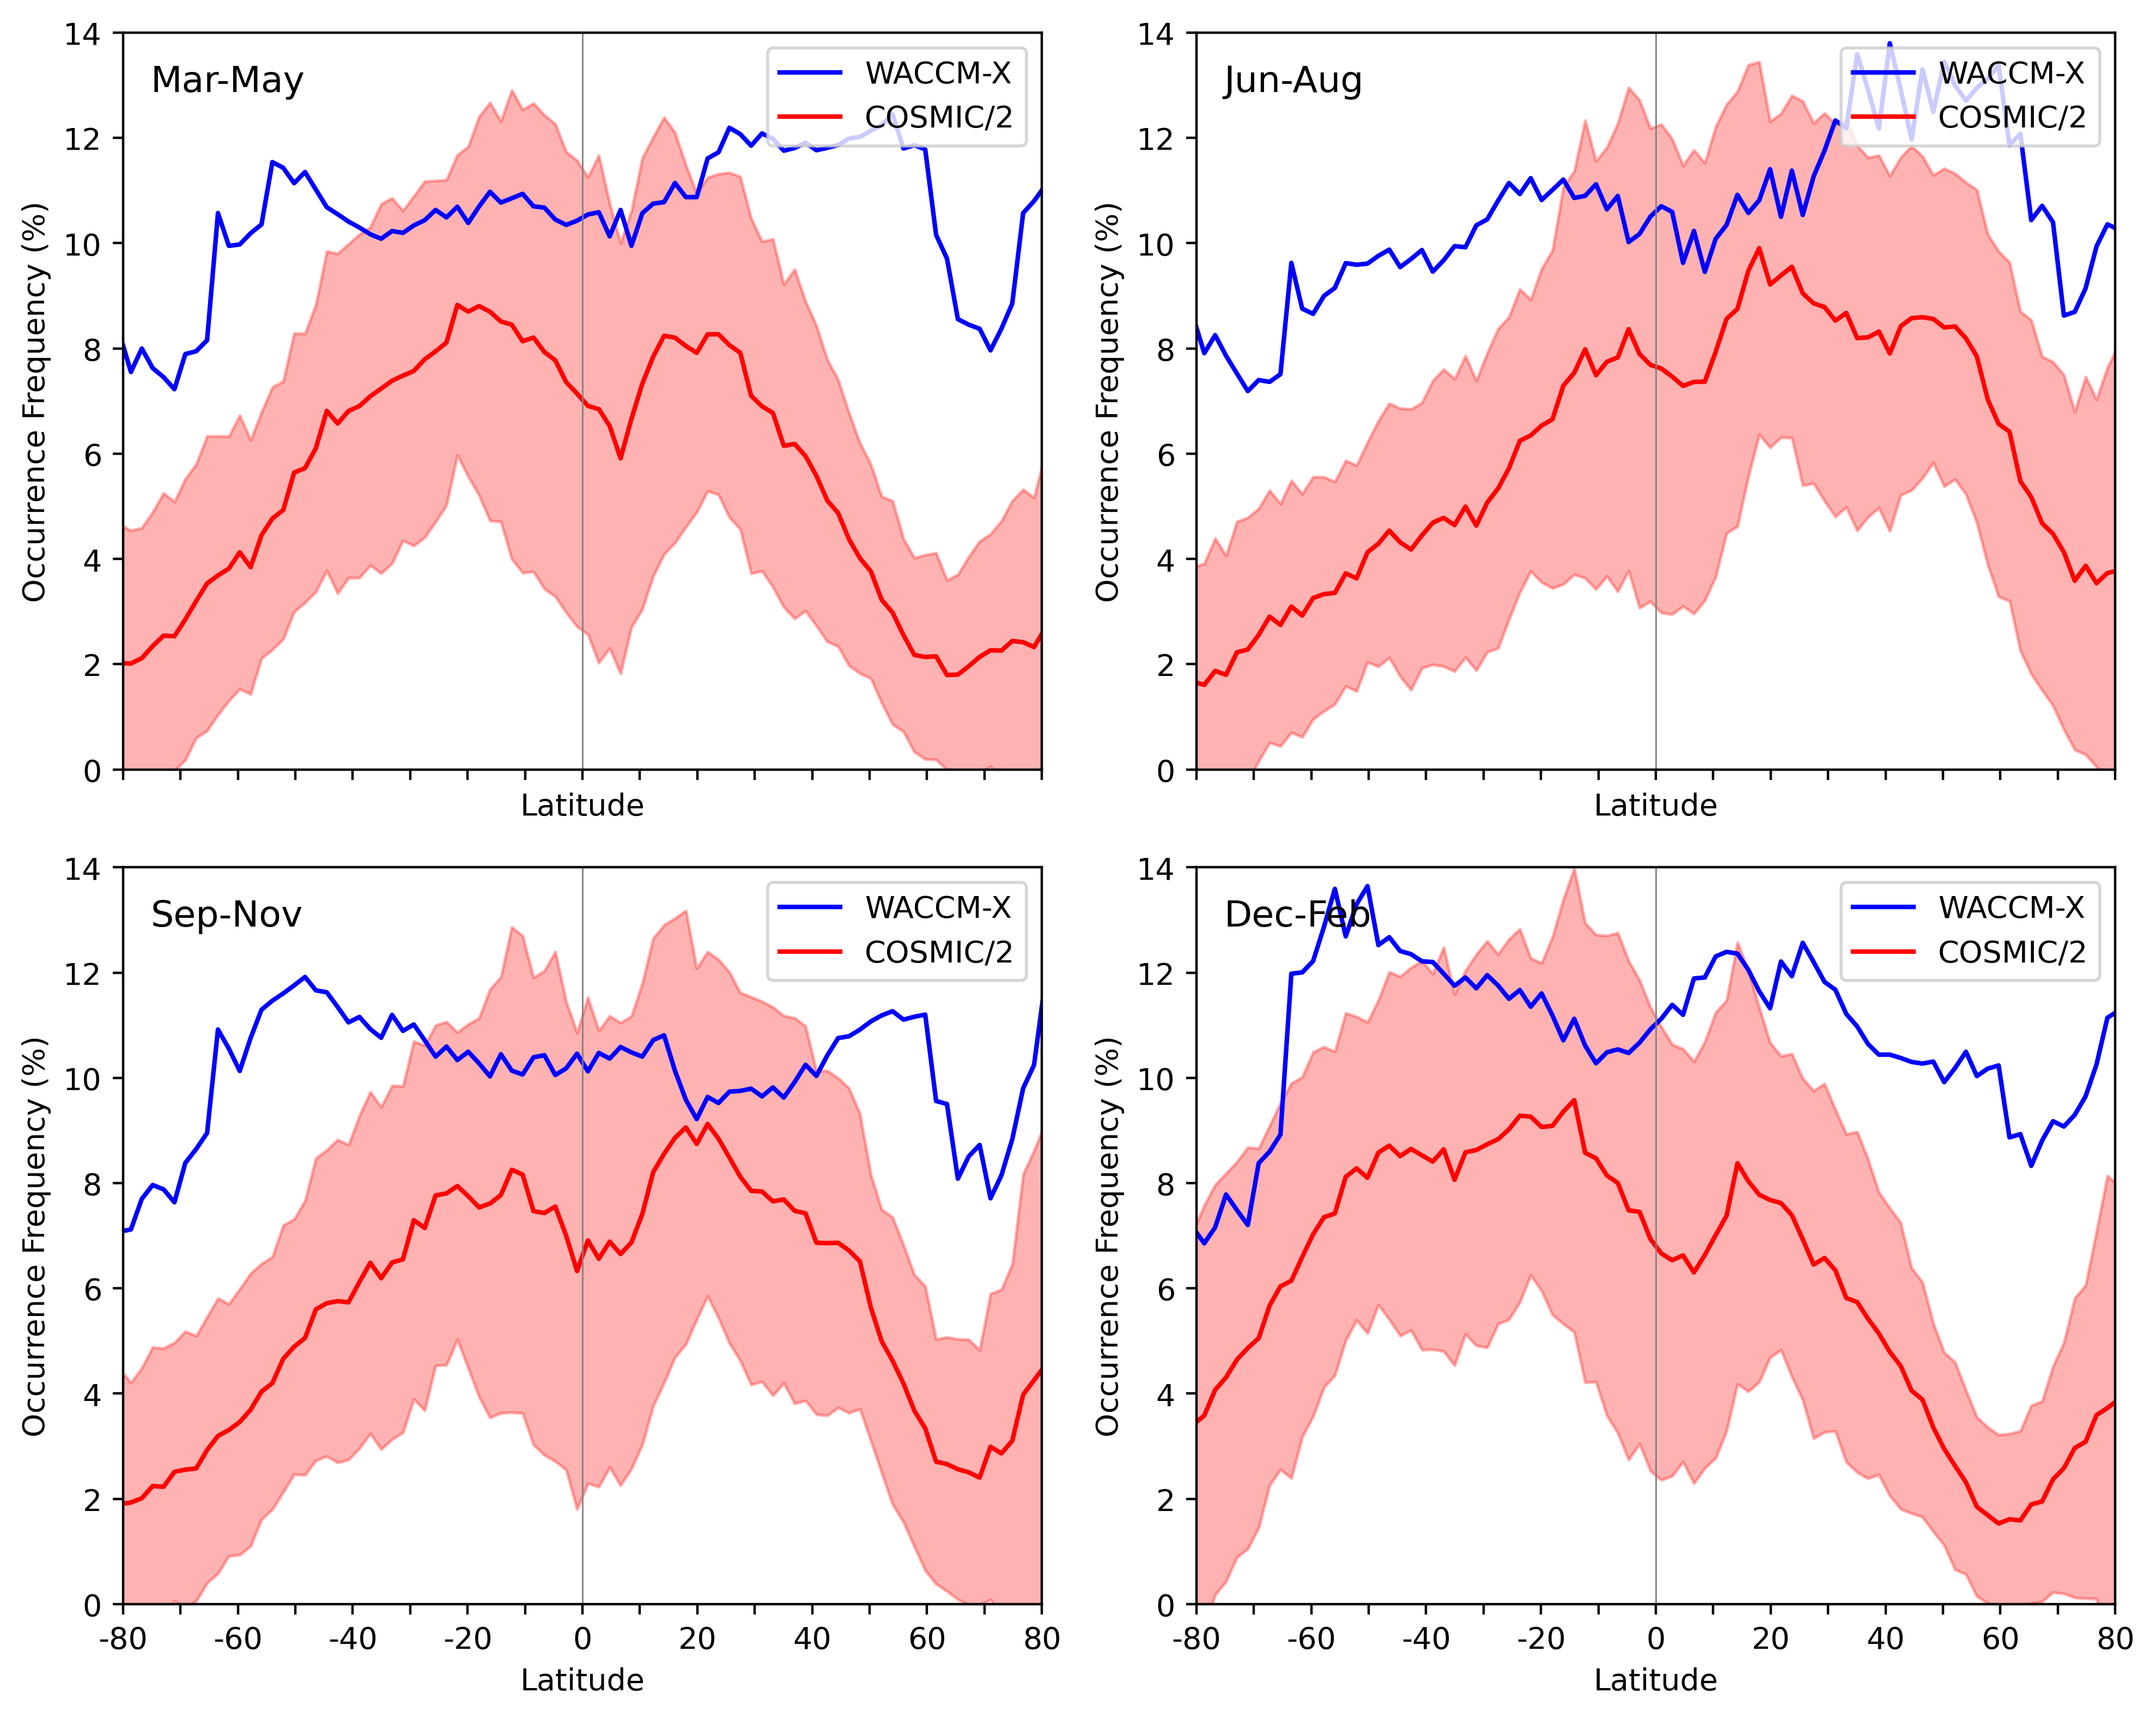 Mar-May
WACCM-X
COSMIC/2
14
12
10
8
6
4
2
0
Occurrence Frequency (%)
Latitude
Jun-Aug
WACCM-X
COSMIC/2
14
12
10
8
6
4
2
0
Occurrence Frequency (%)
Latitude
Sep-Nov
WACCM-X
COSMIC/2
14
12
10
8
6
4
2
0
Occurrence Frequency (%)
-80 -60 -40 -20 0 20 40 60 80
Latitude
Dec-Feb
WACCM-X
COSMIC/2
14
12
10
8
6
4
2
0
Occurrence Frequency (%)
-80 -60 -40 -20 0 20 40 60 80
Latitude